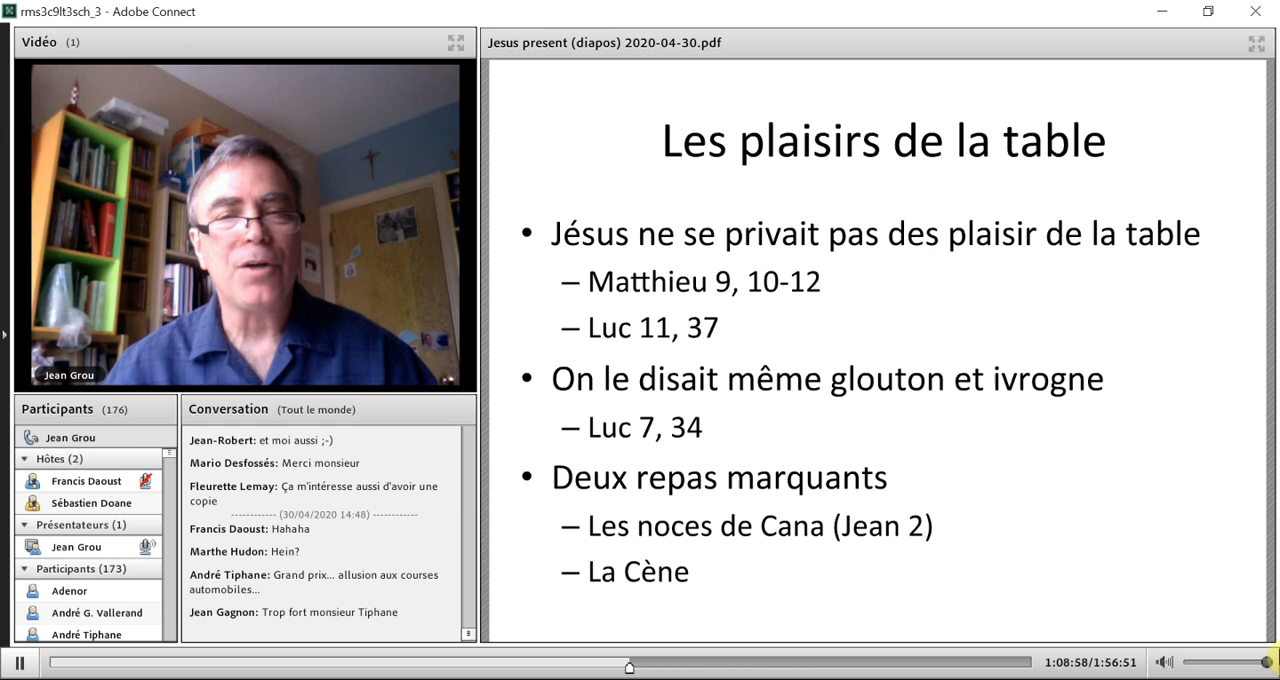 rms3c9lt3sch_3 - Adobe Connect
Vidéo (1)
Jean Grou
Participants (176)
Jean Grou
Hôtes (2)
Francis Daoust
Sébastien Doane
Présentateurs (1)
Jean Grou
Participants (173)
Adenor
André G. Vallerand
André Tiphane
Conversation (Tout le monde)
Jean-Robert: et moi aussi ;-)
Mario Desfossés: Merci monsieur
Fleurette Lemay: Ça m'intéresse aussi d'avoir une
copie
------------ (30/04/2020 14:48) ------------
Francis Daoust: Hahaha
Marthe Hudon: Hein?
André Tiphane: Grand prix... allusion aux courses
automobiles...
Jean Gagnon: Trop fort monsieur Tiphane
Jesus present (diapos) 2020-04-30.pdf
Les plaisirs de la table
• Jésus ne se privait pas des plaisir de la table
– Matthieu 9, 10-12
– Luc 11, 37
• On le disait même glouton et ivrogne
– Luc 7, 34
• Deux repas marquants
– Les noces de Cana (Jean 2)
– La Cène
1:08:58/1:56:51